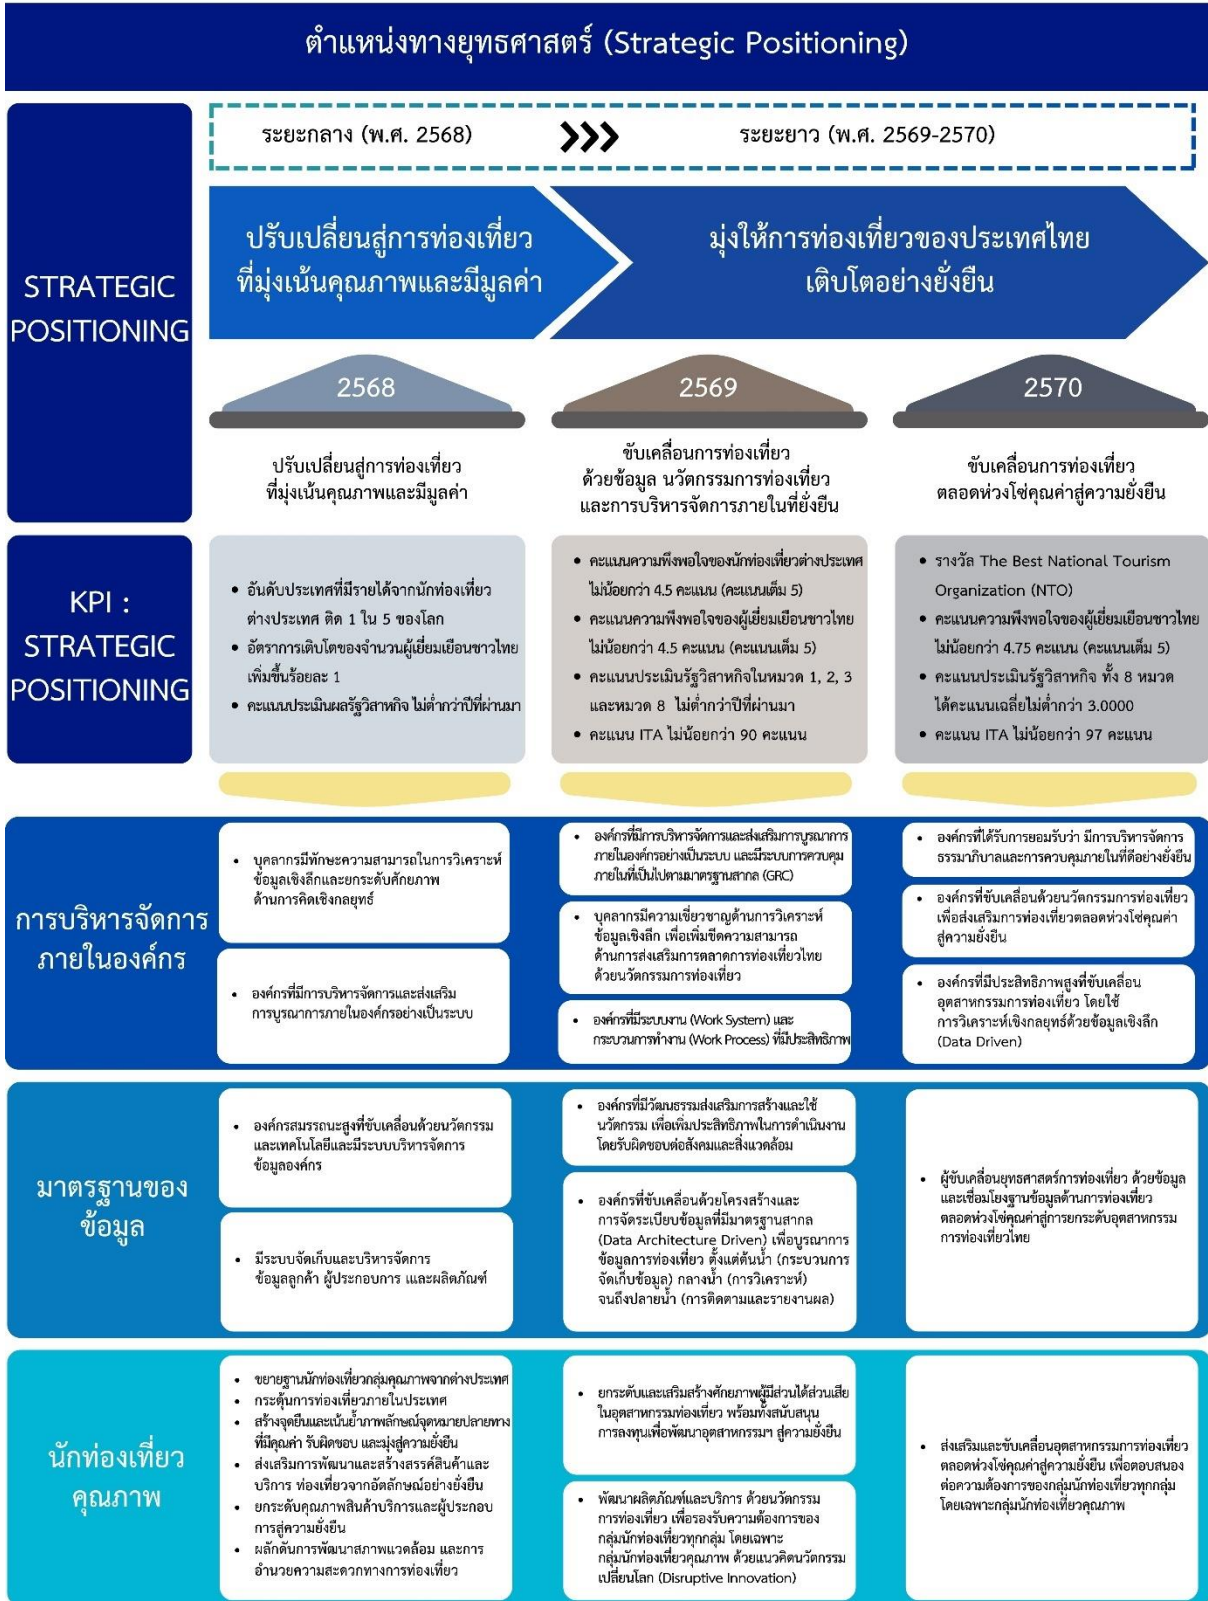 ตำแหน่งทางยุทธศาสตร์ (Strategic Positioning)
ระยะกลาง (พ.ศ. 2568)
ระยะยาว (พ.ศ. 2569-2570)
STRATEGIC
POSITIONING
ปรับเปลี่ยนสู่การท่องเที่ยว
ที่มุ่งเน้นคุณภาพและมีมูลค่า
มุ่งให้การท่องเที่ยวของประเทศไทย
เติบโตอย่างยั่งยืน
2568
ปรับเปลี่ยนสู่การท่องเที่ยว
ที่มุ่งเน้นคุณภาพและมีมูลค่า
2569
ขับเคลื่อนการท่องเที่ยว
ด้วยข้อมูล นวัตกรรมการท่องเที่ยว
และการบริหารจัดการภายในที่ยั่งยืน
2570
ขับเคลื่อนการท่องเที่ยว
ตลอดห่วงโซ่คุณค่าสู่ความยั่งยืน
KPI :
STRATEGIC
POSITIONING
• อันดับประเทศที่มีรายได้จากนักท่องเที่ยว
ต่างประเทศ ติด 1 ใน 5 ของโลก
• อัตราการเติบโตของจำนวนผู้เยี่ยมเยือนชาวไทย
เพิ่มขึ้นร้อยละ 1
• คะแนนประเมินผลรัฐวิสาหกิจ ไม่ต่ำกว่าปีที่ผ่านมา
• คะแนนความพึงพอใจของนักท่องเที่ยวต่างประเทศ
ไม่น้อยกว่า 4.5 คะแนน (คะแนนเต็ม 5)
• คะแนนความพึงพอใจของผู้เยี่ยมเยือนชาวไทย
ไม่น้อยกว่า 4.5 คะแนน (คะแนนเต็ม 5)
• คะแนนประเมินรัฐวิสาหกิจในหมวด 1, 2, 3
และหมวด 8 ไม่ต่ำกว่าปีที่ผ่านมา
• คะแนน ITA ไม่น้อยกว่า 90 คะแนน
• รางวัล The Best National Tourism
Organization (NTO)
• คะแนนความพึงพอใจของผู้เยี่ยมเยือนชาวไทย
ไม่น้อยกว่า 4.75 คะแนน (คะแนนเต็ม 5)
• คะแนนประเมินรัฐวิสาหกิจ ทั้ง 8 หมวด
ได้คะแนนเฉลี่ยไม่ต่ำกว่า 3.0000
• คะแนน ITA ไม่น้อยกว่า 97 คะแนน
การบริหารจัดการ
ภายในองค์กร
• บุคลากรมีทักษะความสามารถในการวิเคราะห์
ข้อมูลเชิงลึกและยกระดับศักยภาพ
ด้านการคิดเชิงกลยุทธ์
• องค์กรที่มีการบริหารจัดการและส่งเสริม
การบูรณาการภายในองค์กรอย่างเป็นระบบ
• องค์กรที่มีการบริหารจัดการและส่งเสริมการบูรณาการ
ภายในองค์กรอย่างเป็นระบบ และมีระบบการควบคุม
ภายในที่เป็นไปตามมาตรฐานสากล (GRC)
• บุคลากรมีความเชี่ยวชาญด้านการวิเคราะห์
ข้อมูลเชิงลึก เพื่อเพิ่มขีดความสามารถ
ด้านการส่งเสริมการตลาดการท่องเที่ยวไทย
ด้วยนวัตกรรมการท่องเที่ยว
• องค์กรที่มีระบบงาน (Work System) และ
กระบวนการทำงาน (Work Process) ที่มีประสิทธิภาพ
• องค์กรที่ได้รับการยอมรับว่า มีการบริหารจัดการ
ธรรมาภิบาลและการควบคุมภายในที่ดีอย่างยั่งยืน
• องค์กรที่ขับเคลื่อนด้วยนวัตกรรมการท่องเที่ยว
เพื่อส่งเสริมการท่องเที่ยวตลอดห่วงโซ่คุณค่า
สู่ความยั่งยืน
• องค์กรที่มีประสิทธิภาพสูงที่ขับเคลื่อน
อุตสาหกรรมการท่องเที่ยว โดยใช้
การวิเคราะห์เชิงกลยุทธ์ด้วยข้อมูลเชิงลึก
(Data Driven)
มาตรฐานของ
ข้อมูล
• องค์กรสมรรถนะสูงที่ขับเคลื่อนด้วยนวัตกรรม
และเทคโนโลยีและมีระบบบริหารจัดการ
ข้อมูลองค์กร
• มีระบบจัดเก็บและบริหารจัดการ
ข้อมูลลูกค้า ผู้ประกอบการ และผลิตภัณฑ์
• องค์กรที่มีวัฒนธรรมส่งเสริมการสร้างและใช้
นวัตกรรม เพื่อเพิ่มประสิทธิภาพในการดำเนินงาน
โดยรับผิดชอบต่อสังคมและสิ่งแวดล้อม
• องค์กรที่ขับเคลื่อนด้วยโครงสร้างและ
การจัดระเบียบข้อมูลที่มีมาตรฐานสากล
(Data Architecture Driven) เพื่อบูรณาการ
ข้อมูลการท่องเที่ยว ตั้งแต่ต้นน้ำ (กระบวนการ
จัดเก็บข้อมูล) กลางน้ำ (การวิเคราะห์)
จนถึงปลายน้ำ (การติดตามและรายงานผล)
• ผู้ขับเคลื่อนยุทธศาสตร์การท่องเที่ยว ด้วยข้อมูล
และเชื่อมโยงฐานข้อมูลด้านการท่องเที่ยว
ตลอดห่วงโซ่คุณค่าสู่การยกระดับอุตสาหกรรม
การท่องเที่ยวไทย
นักท่องเที่ยว
คุณภาพ
• ขยายฐานนักท่องเที่ยวกลุ่มคุณภาพจากต่างประเทศ
• กระตุ้นการท่องเที่ยวภายในประเทศ
• สร้างจุดยืนและเน้นย้ำภาพลักษณ์จุดหมายปลายทาง
ที่มีคุณค่า รับผิดชอบ และมุ่งสู่ความยั่งยืน
• ส่งเสริมการพัฒนาและสร้างสรรค์สินค้าและ
บริการ ท่องเที่ยวจากอัตลักษณ์อย่างยั่งยืน
• ยกระดับคุณภาพสินค้าบริการและผู้ประกอบ
การสู่ความยั่งยืน
• ผลักดันการพัฒนาสภาพแวดล้อม และการ
อำนวยความสะดวกทางการท่องเที่ยว
• ยกระดับและเสริมสร้างศักยภาพผู้มีส่วนได้ส่วนเสีย
ในอุตสาหกรรมท่องเที่ยว พร้อมทั้งสนับสนุน
การลงทุนเพื่อพัฒนาอุตสาหกรรมฯ สู่ความยั่งยืน
• พัฒนาผลิตภัณฑ์และบริการ ด้วยนวัตกรรม
การท่องเที่ยว เพื่อรองรับความต้องการของ
กลุ่มนักท่องเที่ยวทุกกลุ่ม โดยเฉพาะ
กลุ่มนักท่องเที่ยวคุณภาพ ด้วยแนวคิดนวัตกรรม
เปลี่ยนโลก (Disruptive Innovation)
• ส่งเสริมและขับเคลื่อนอุตสาหกรรมการท่องเที่ยว
ตลอดห่วงโซ่คุณค่าสู่ความยั่งยืน เพื่อตอบสนอง
ต่อความต้องการของกลุ่มนักท่องเที่ยวทุกกลุ่ม
โดยเฉพาะกลุ่มนักท่องเที่ยวคุณภาพ